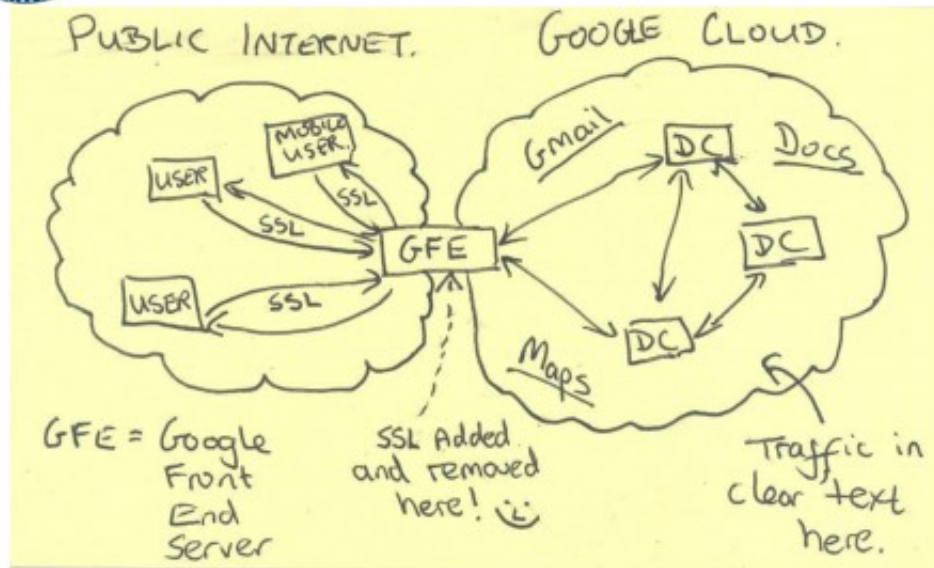 PUBLIC INTERNET.
GOOGLE CLOUD.
MOBILE
USER.
USER
SSL
SSL
USER
SSL
GFE
Gmail
DC
Docs
DC
DC
Maps
GFE = Google
Front
End
Server
SSL Added
and removed
here! :)
Traffic in
clear text
here.